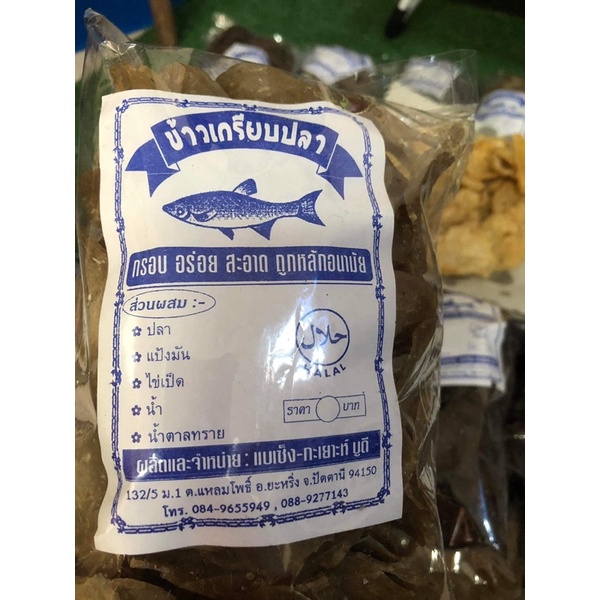 ข้าวเกรียบปลา
กรอบ อร่อย สะอาด ถูกหลักอนามัย
ส่วนผสม :-
ปลา
แป้งมัน
ไข่เป็ด
น้ำ
น้ำตาลทราย
حلال
HALAL
ราคา บาท
ผลิตและจำหน่าย : แบเซ็ง-กะเยาะห์ บูดี
132/5 ม.1 ต.แหลมโพธิ์ อ.ยะหริ่ง จ.ปัตตานี 94150
โทร. 084-9655949 , 088-9277143